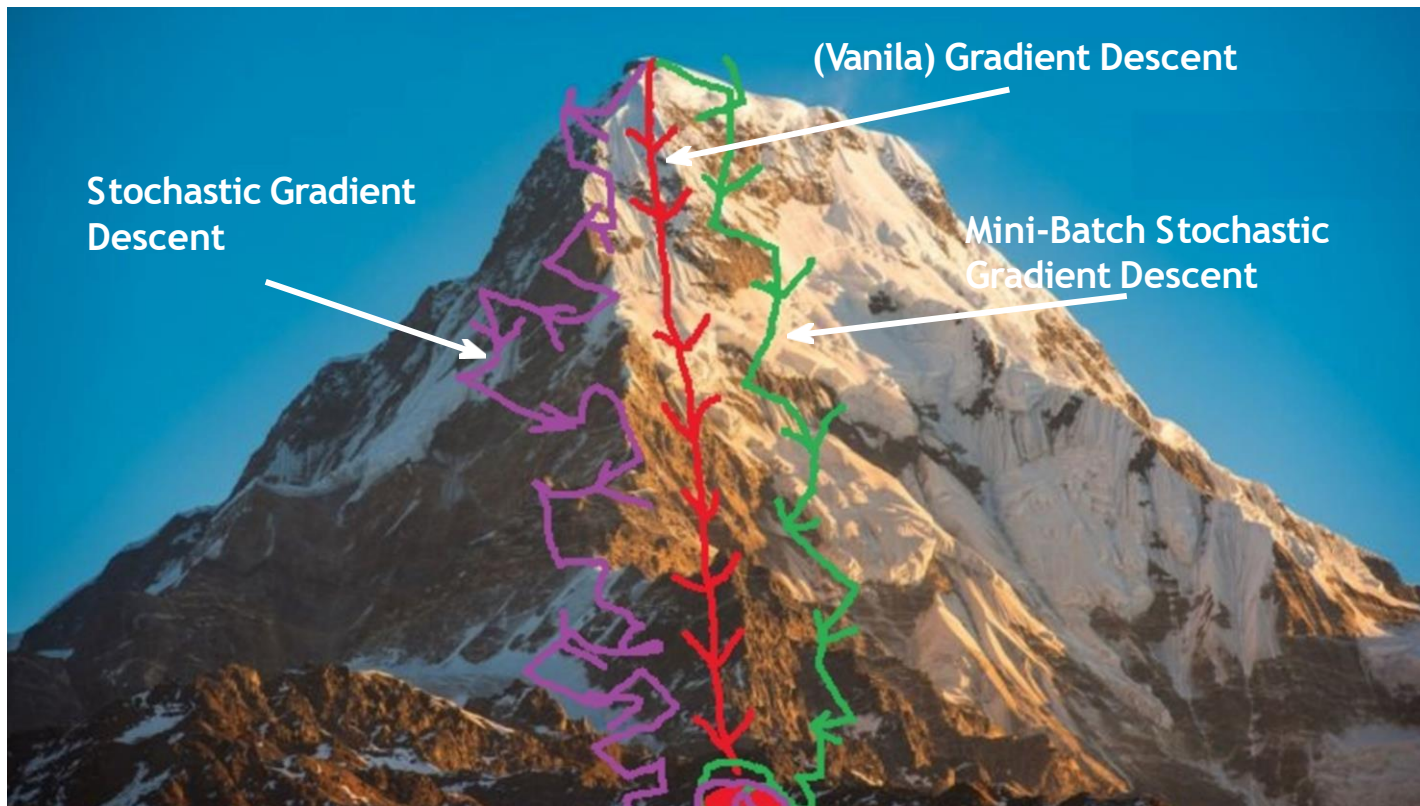 (Vanila) Gradient Descent
Stochastic Gradient
Descent
Mini-Batch Stochastic
Gradient Descent